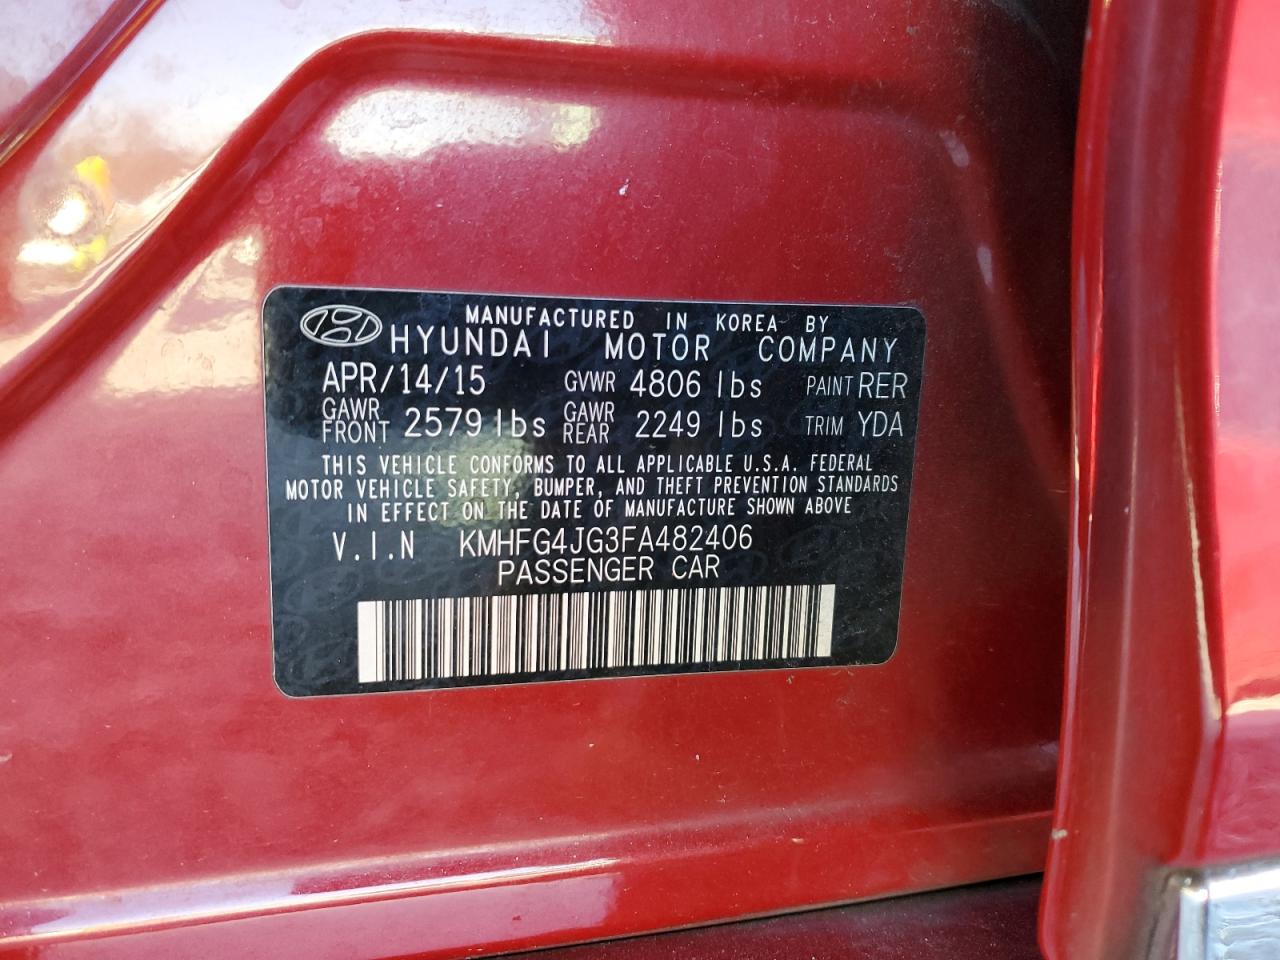 MANUFACTURED IN KOREA BY
HYUNDAI MOTOR COMPANY
APR/14/15 GVWR 4806 lbs PAINT RER
GAWR FRONT 2579 lbs GAWR REAR 2249 lbs TRIM YDA
THIS VEHICLE CONFORMS TO ALL APPLICABLE U.S.A. FEDERAL
MOTOR VEHICLE SAFETY, BUMPER, AND THEFT PREVENTION STANDARDS
IN EFFECT ON THE DATE OF MANUFACTURE SHOWN ABOVE
V.I.N KMHFG4JG3FA482406
PASSENGER CAR